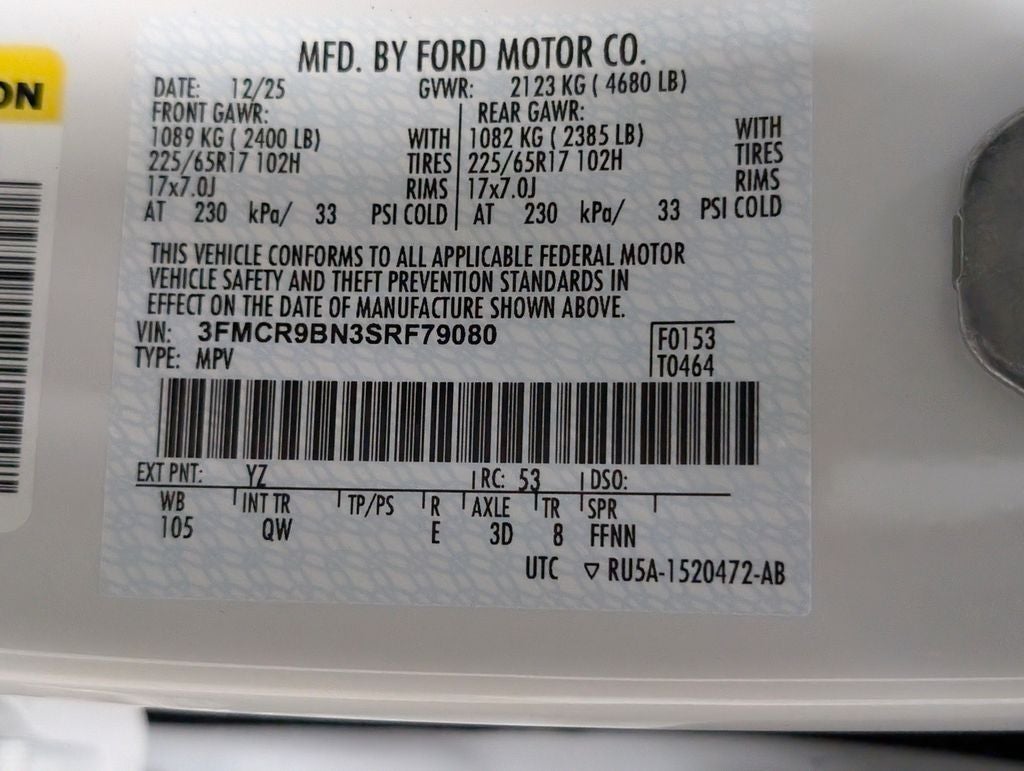 MFD. BY FORD MOTOR CO.
DATE: 12/25 GVWR: 2123 KG ( 4680 LB)
FRONT GAWR: REAR GAWR:
1089 KG ( 2400 LB) WITH 1082 KG ( 2385 LB) WITH
225/65R17 102H TIRES 225/65R17 102H TIRES
17x7.0J RIMS 17x7.0J RIMS
AT 230 kPa/ 33 PSI COLD AT 230 kPa/ 33 PSI COLD
THIS VEHICLE CONFORMS TO ALL APPLICABLE FEDERAL MOTOR
VEHICLE SAFETY AND THEFT PREVENTION STANDARDS IN
EFFECT ON THE DATE OF MANUFACTURE SHOWN ABOVE.
VIN: 3FMCR9BN3SRF79080 F0153
TYPE: MPV T0464
EXT PNT: YZ RC: 53 DSO:
WB INT TR TP/PS R AXLE TR SPR
105 QW E 3D 8 FFNN
UTC ▽ RU5A-1520472-AB